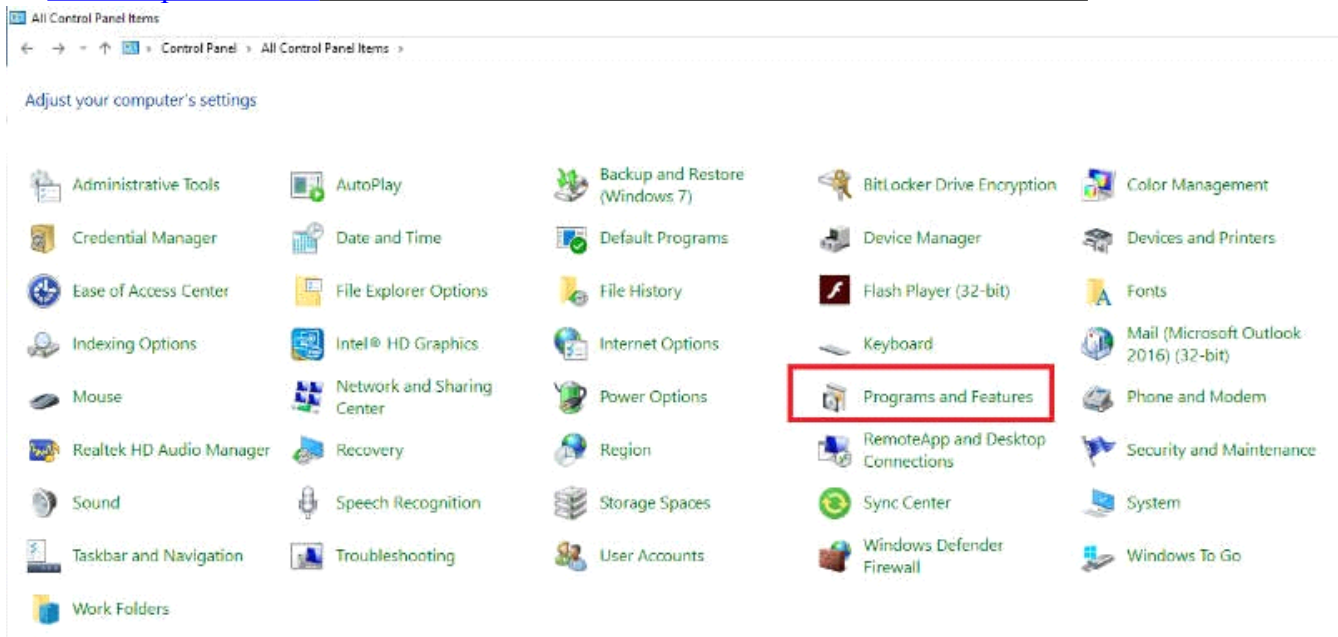 All Control Panel Items
Control Panel › All Control Panel Items ›
Adjust your computer's settings
Administrative Tools
AutoPlay
Backup and Restore
(Windows 7)
BitLocker Drive Encryption
Color Management
Credential Manager
Date and Time
Default Programs
Device Manager
Devices and Printers
Ease of Access Center
File Explorer Options
File History
Flash Player (32-bit)
Fonts
Indexing Options
Intel® HD Graphics
Internet Options
Keyboard
Mail (Microsoft Outlook
2016) (32-bit)
Mouse
Network and Sharing
Center
Power Options
Programs and Features
Phone and Modem
Realtek HD Audio Manager
Recovery
Region
RemoteApp and Desktop
Connections
Security and Maintenance
Sound
Speech Recognition
Storage Spaces
Sync Center
System
Taskbar and Navigation
Troubleshooting
User Accounts
Windows Defender
Firewall
Windows To Go
Work Folders